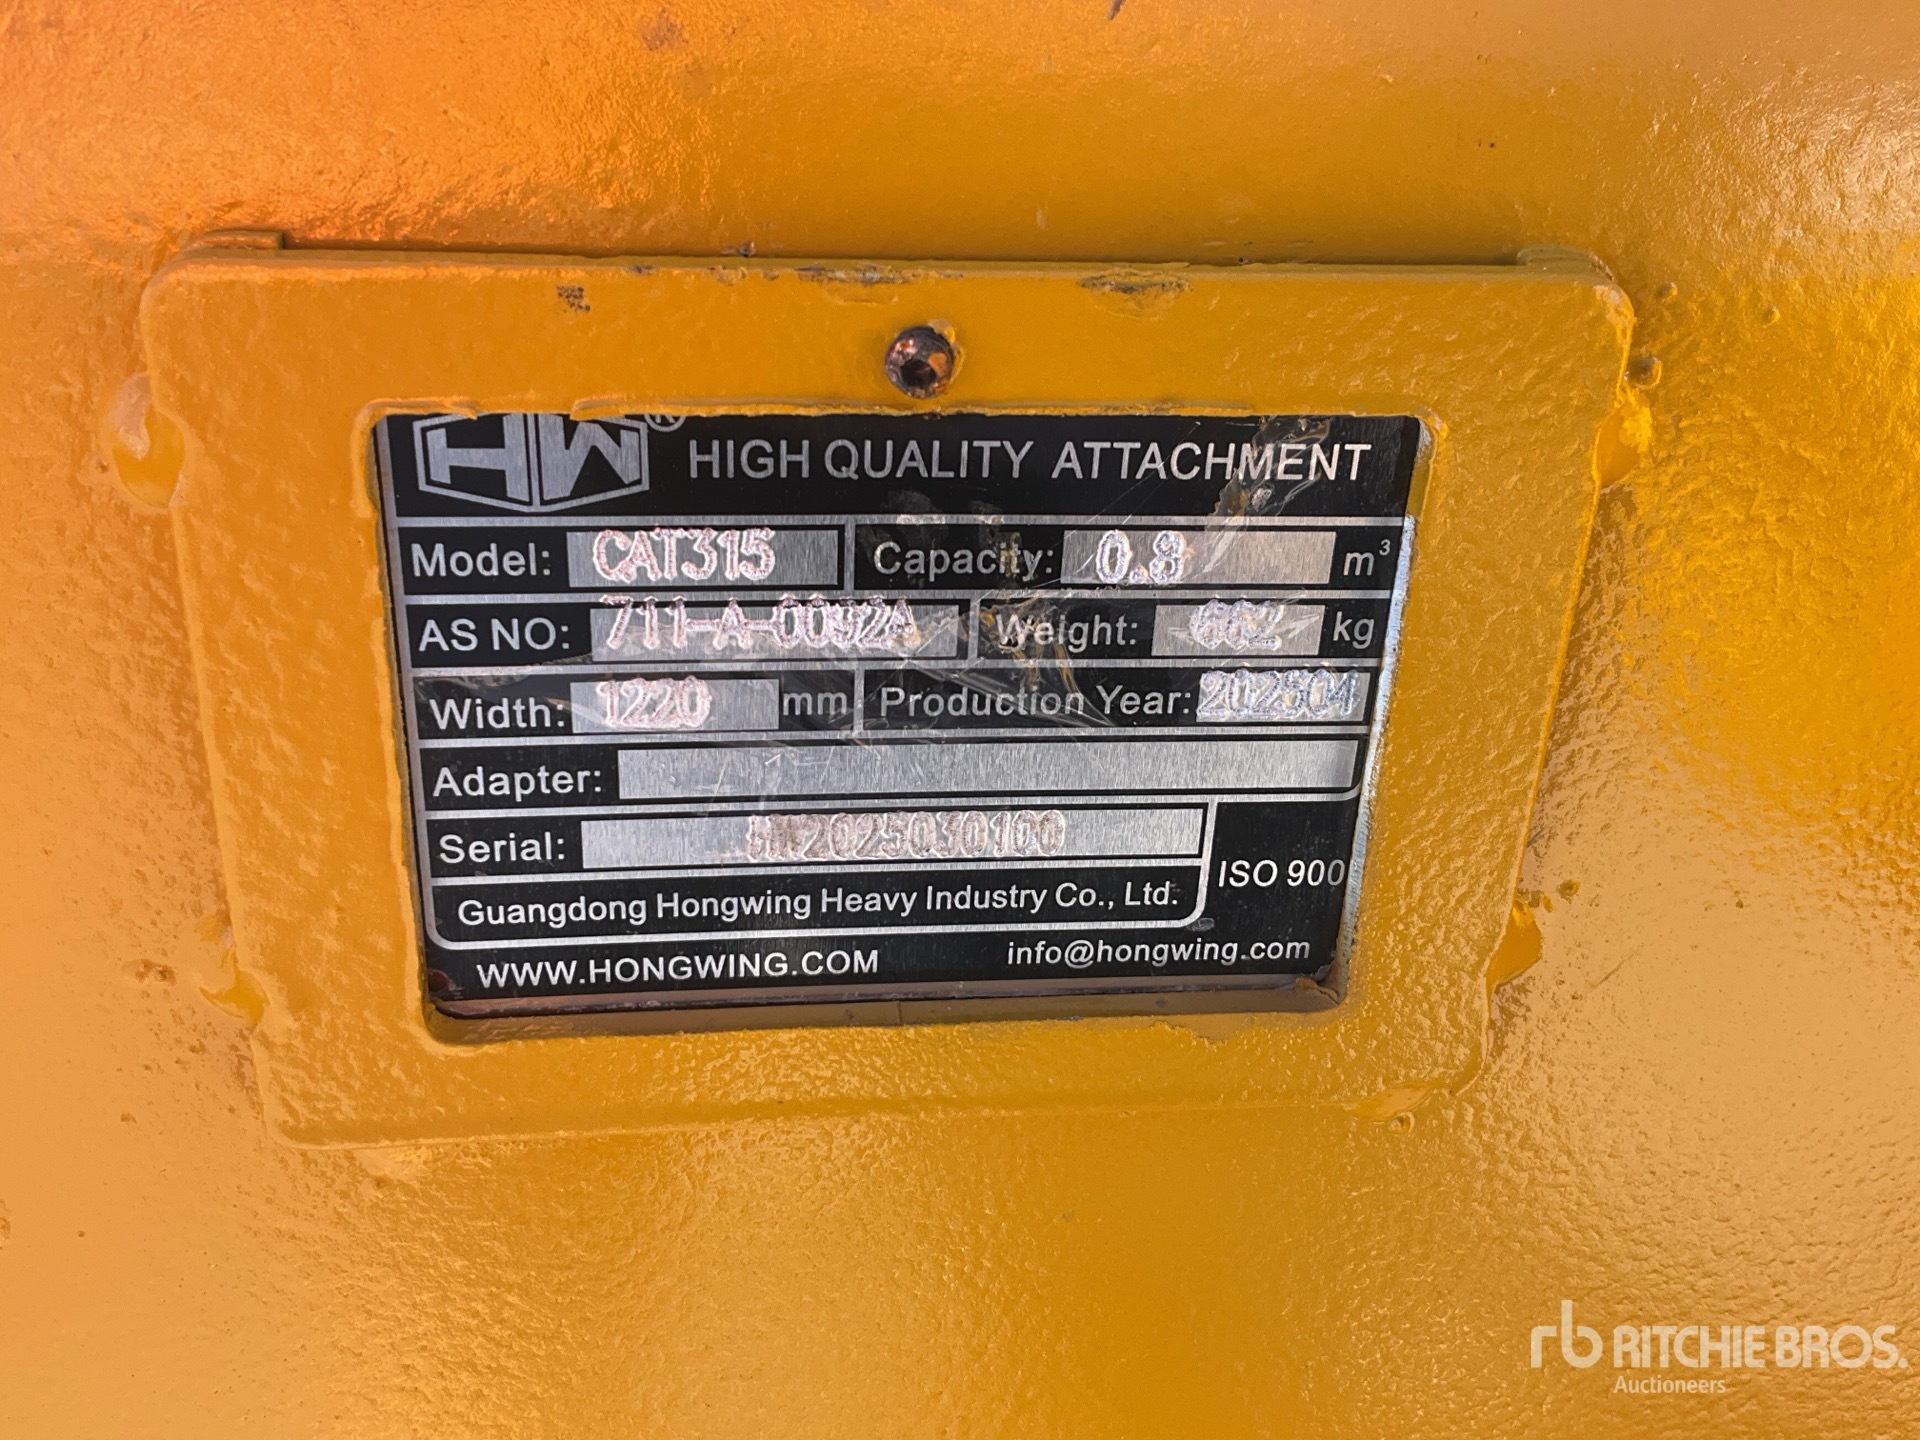 HW® HIGH QUALITY ATTACHMENT
Model: CAT315 Capacity: 0.8 m³
AS NO: 711-A-0092A Weight: 662 kg
Width: 1220 mm Production Year: 202504
Adapter:
Serial: HW2025030100
Guangdong Hongwing Heavy Industry Co., Ltd.
ISO 900
WWW.HONGWING.COM info@hongwing.com
rb RITCHIE BROS.
Auctioneers